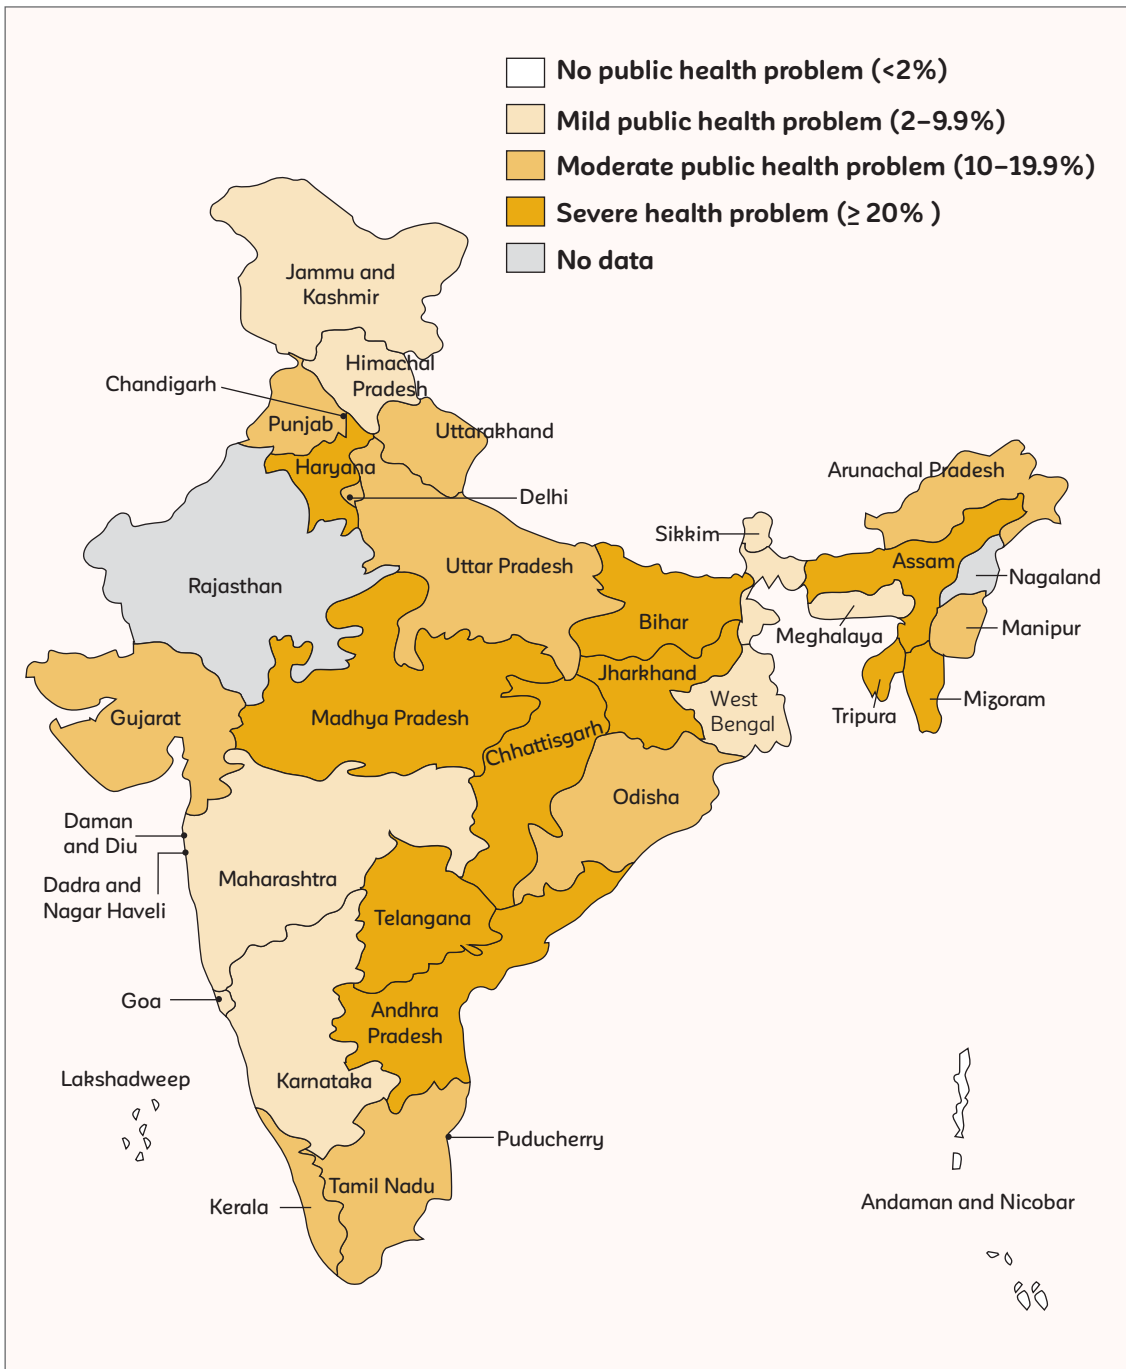 No public health problem (<2%)
Mild public health problem (2–9.9%)
Moderate public health problem (10–19.9%)
Severe health problem (≥ 20% )
No data
Jammu and
Kashmir
Himachal
Pradesh
Chandigarh
Punjab
Uttarakhand
Haryana
Delhi
Arunachal Pradesh
Sikkim
Assam
Nagaland
Uttar Pradesh
Rajasthan
Bihar
Meghalaya
Manipur
Jharkhand
Mizoram
Tripura
West
Bengal
Gujarat
Madhya Pradesh
Chhattisgarh
Odisha
Daman
and Diu
Dadra and
Nagar Haveli
Maharashtra
Telangana
Goa
Andhra
Pradesh
Lakshadweep
Karnataka
Puducherry
Tamil Nadu
Kerala
Andaman and Nicobar